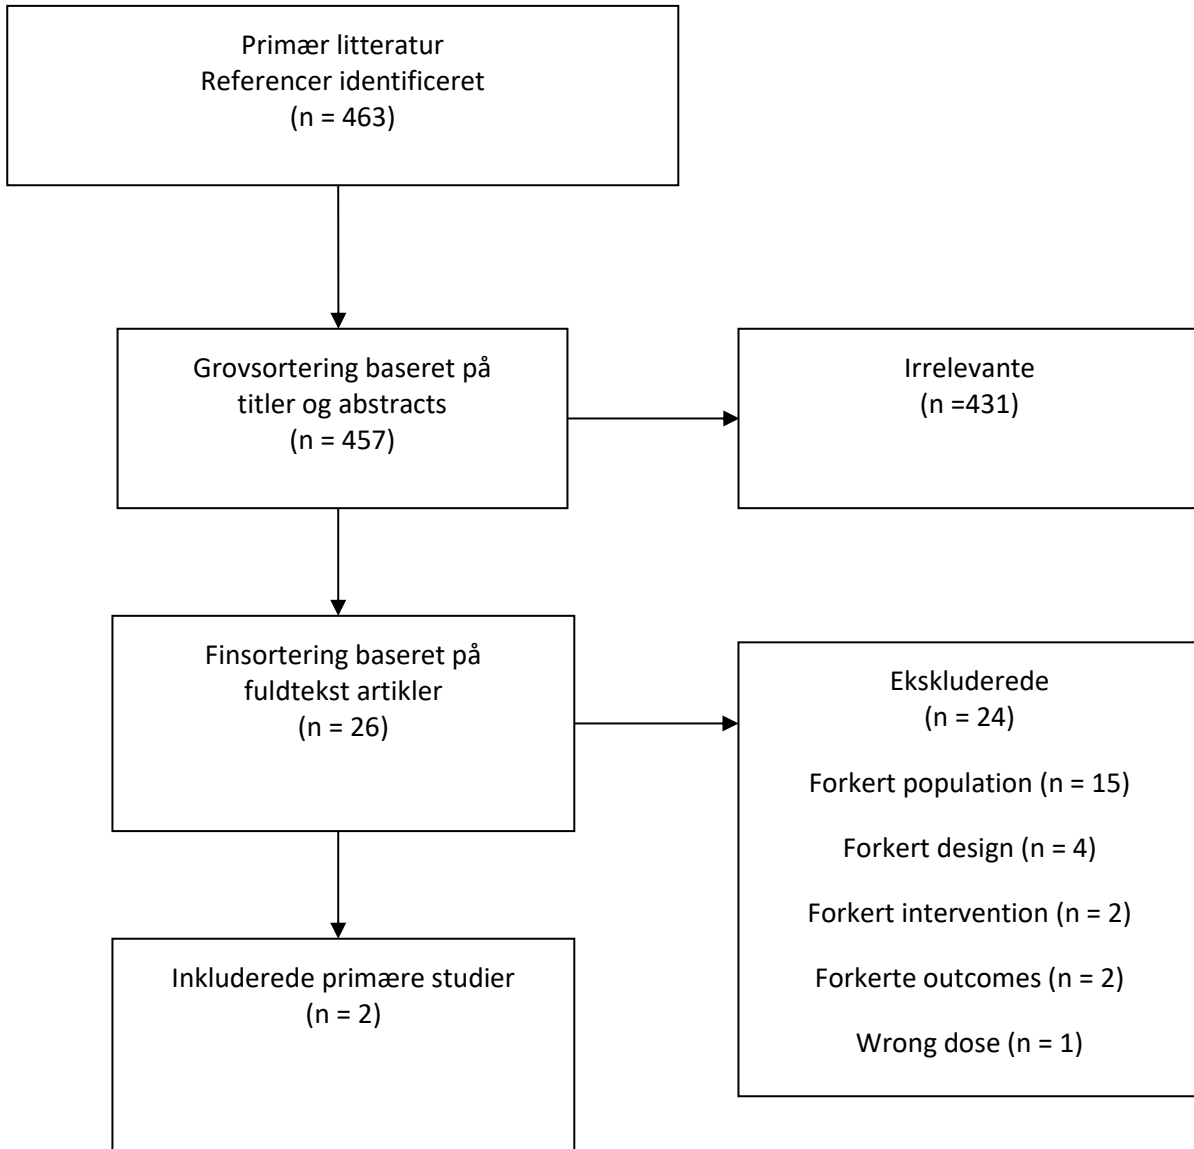 Primær litteratur
Referencer identificeret
(n = 463)
Grovsortering baseret på
titler og abstracts
(n = 457)
Irrelevante
(n =431)
Finsortering baseret på
fuldtekst artikler
(n = 26)
Ekskluderede
(n = 24)
Forkert population (n = 15)
Forkert design (n = 4)
Forkert intervention (n = 2)
Forkerte outcomes (n = 2)
Wrong dose (n = 1)
Inkluderede primære studier
(n = 2)